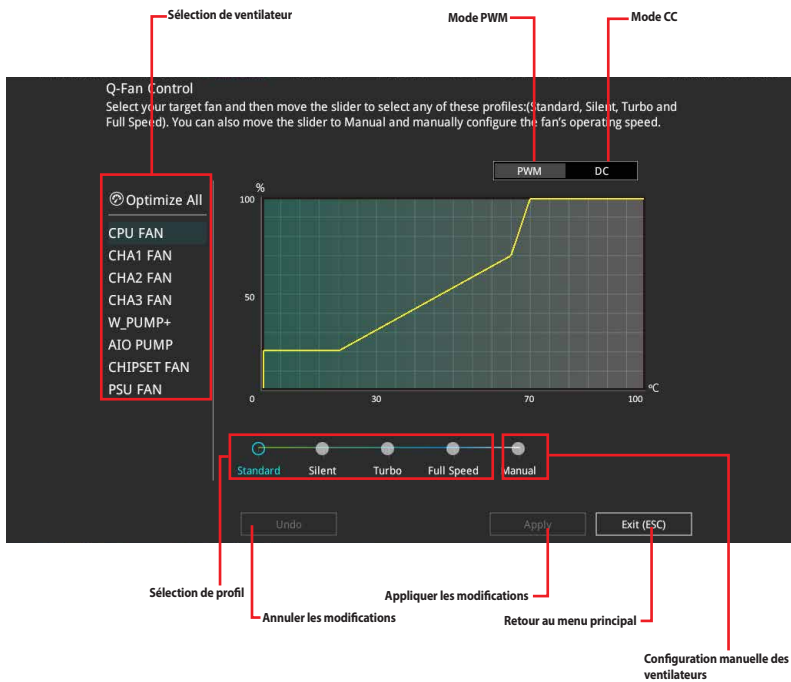 Sélection de ventilateur
Mode PWM
Mode CC
Q-Fan Control
Select your target fan and then move the slider to select any of these profiles:(Standard, Silent, Turbo and
Full Speed). You can also move the slider to Manual and manually configure the fan's operating speed.
PWM
DC
Optimize All
CPU FAN
CHA1 FAN
CHA2 FAN
CHA3 FAN
W_PUMP+
AIO PUMP
CHIPSET FAN
PSU FAN
%
100
50
0
30
70
100
°C
Standard
Silent
Turbo
Full Speed
Manual
Undo
Apply
Exit (ESC)
Sélection de profil
Annuler les modifications
Appliquer les modifications
Retour au menu principal
Configuration manuelle des
ventilateurs